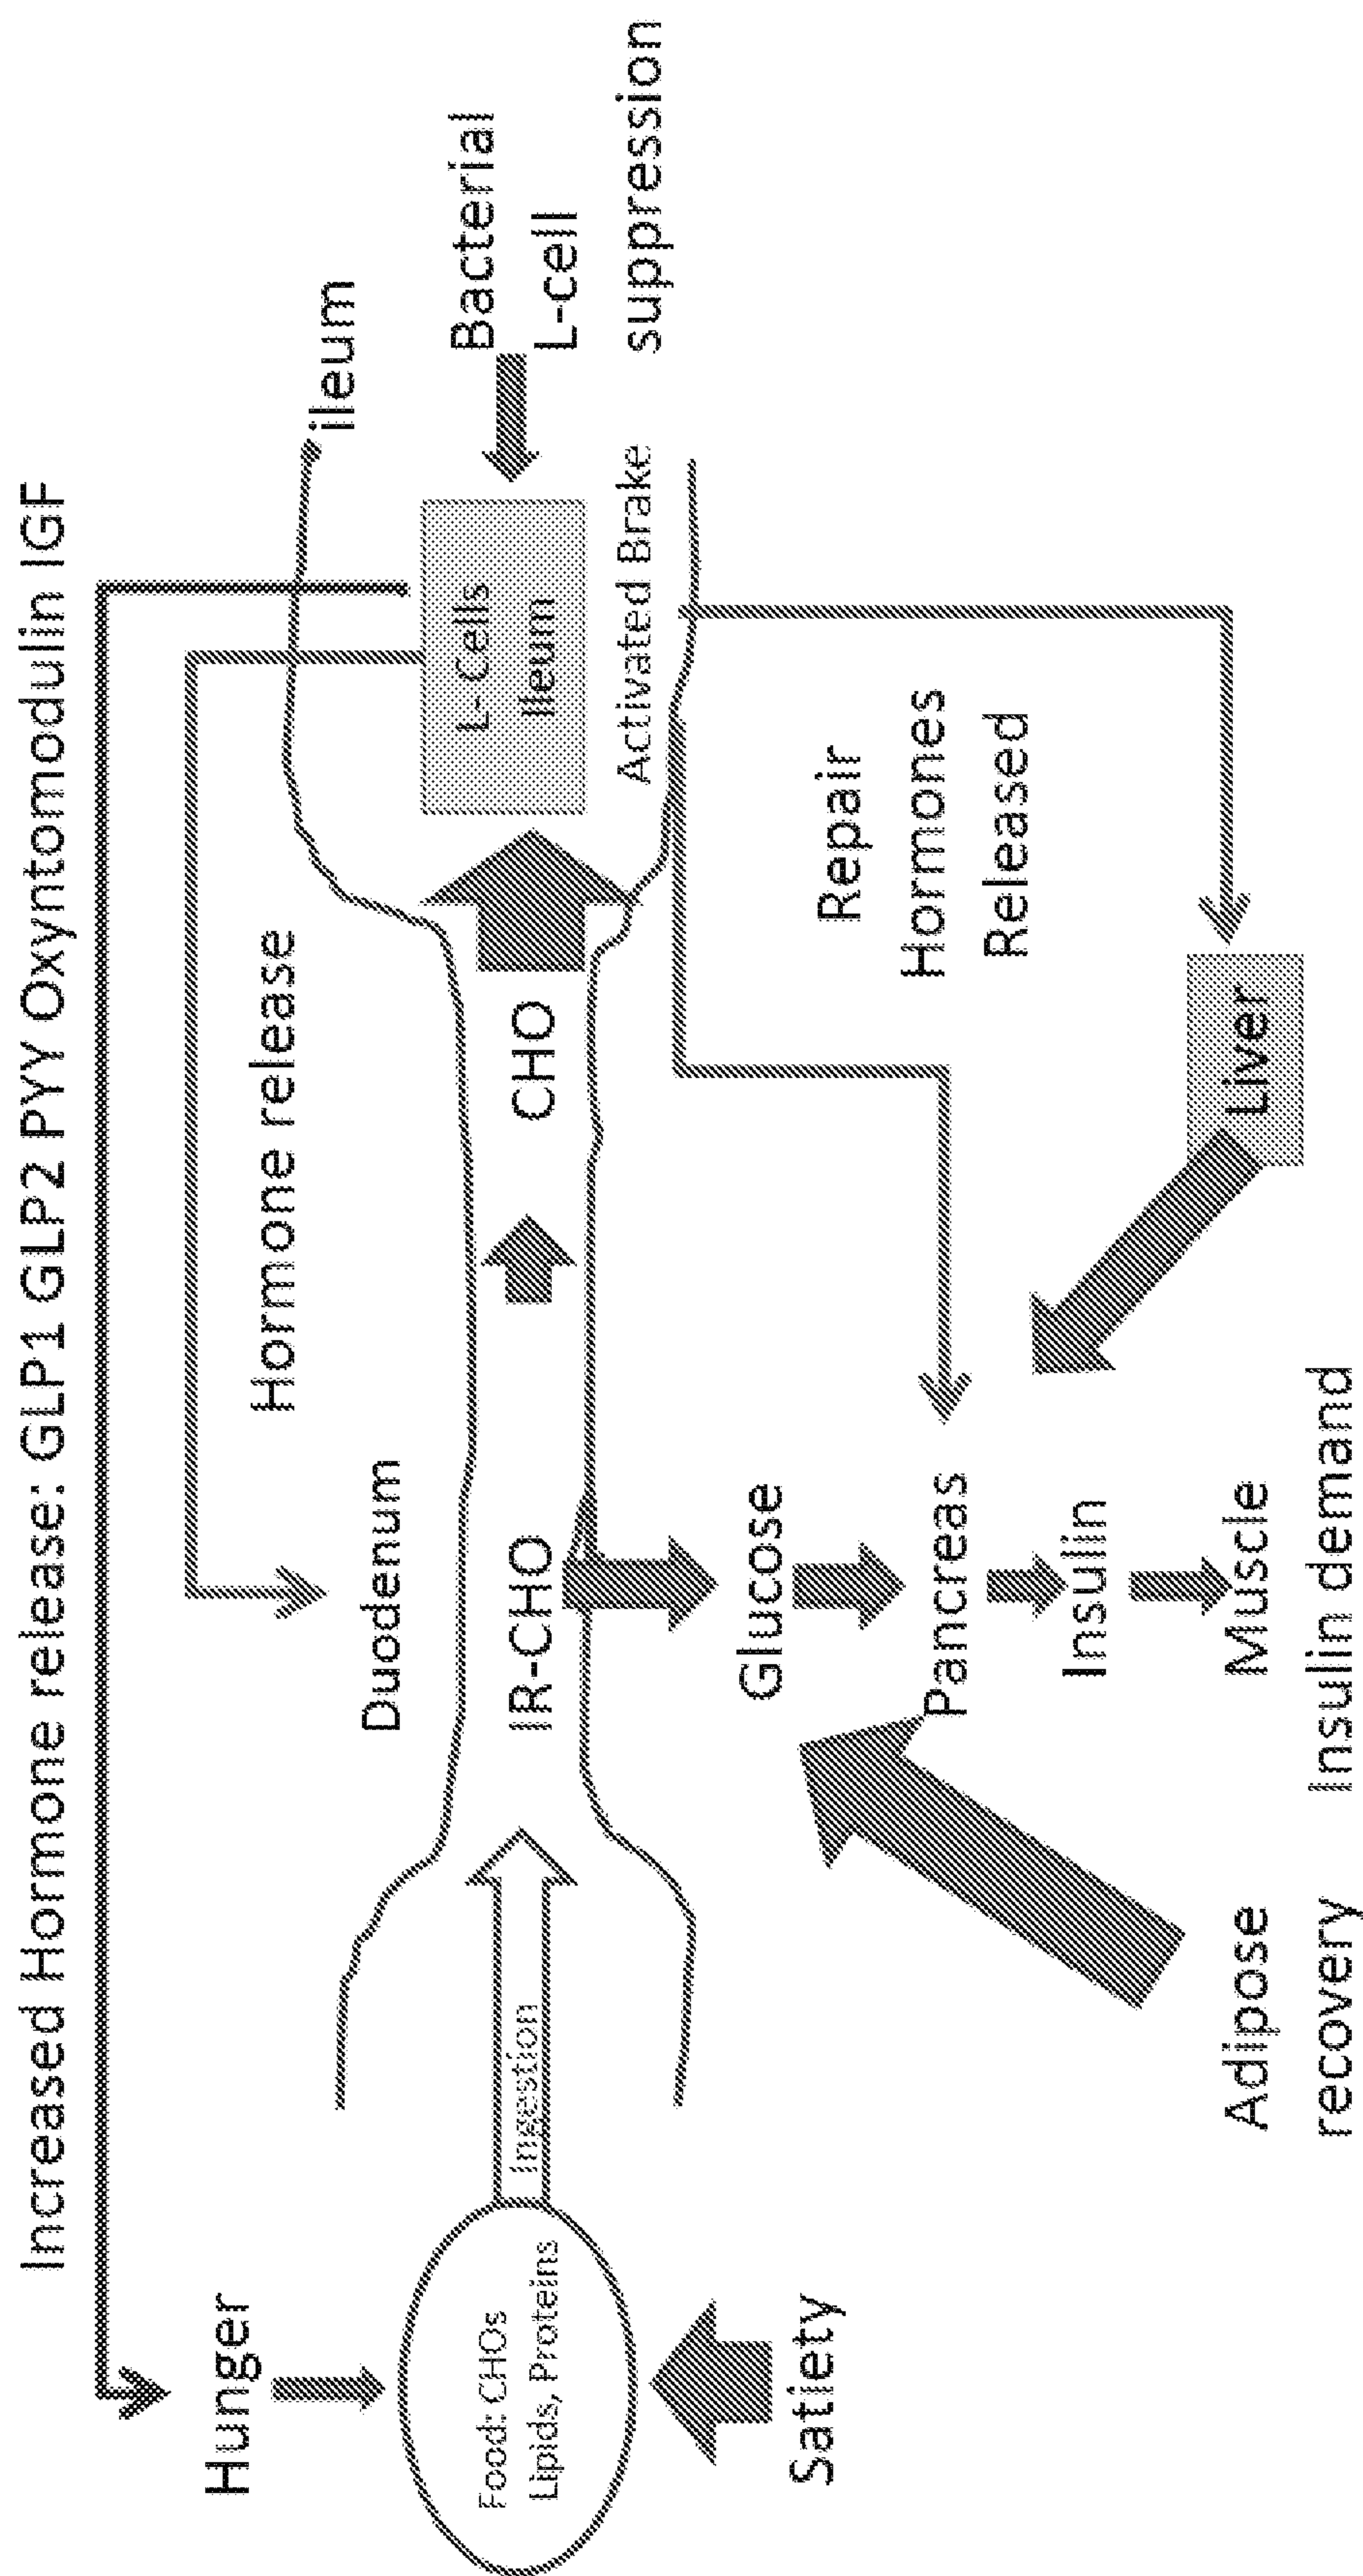 Increased Hormone release: GLP1 GLP2 PYY Oxyntomodulin IGF
Hunger
Hormone release
ileum
Duodenum
Food: CHOs
Lipids, Proteins
Ingestion
IR-CHO
CHO
L- Cells
Ileum
Bacterial
L-cell
suppression
Activated Brake
Satiety
Glucose
Repair
Hormones
Released
Pancreas
Insulin
Liver
Muscle
Adipose
recovery
Insulin demand